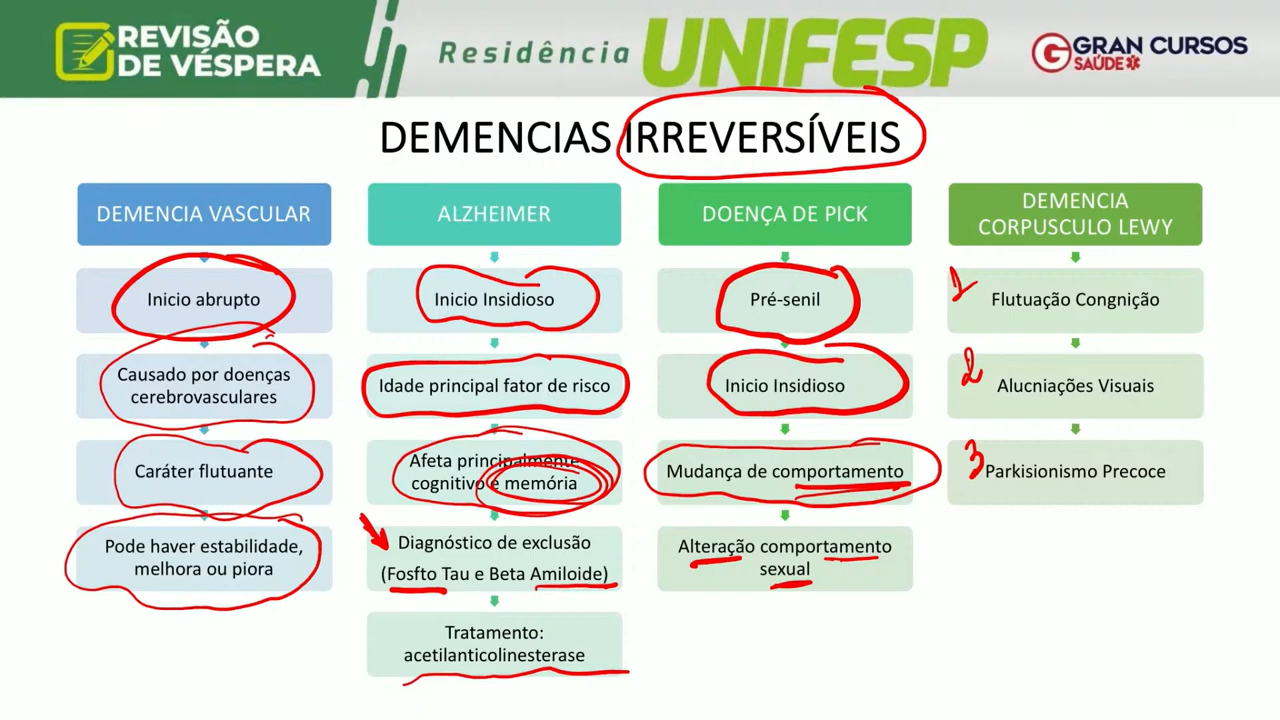 REVISÃO
DE VÉSPERA
Residência UNIFESP
GRAN CURSOS
SAÚDE
DEMENCIAS IRREVERSÍVEIS
DEMENCIA VASCULAR
Inicio abrupto
Causado por doenças
cerebrovasculares
Caráter flutuante
Pode haver estabilidade,
melhora ou piora
ALZHEIMER
Inicio Insidioso
Idade principal fator de risco
Afeta principalmente
cognitivo e memória
Diagnóstico de exclusão
(Fosfto Tau e Beta Amiloide)
Tratamento:
acetilanticolinesterase
DOENÇA DE PICK
Pré-senil
Inicio Insidioso
Mudança de comportamento
Alteração comportamento
sexual
DEMENCIA
CORPUSCULO LEWY
1 Flutuação Congnição
2 Alucniações Visuais
3 Parkisionismo Precoce